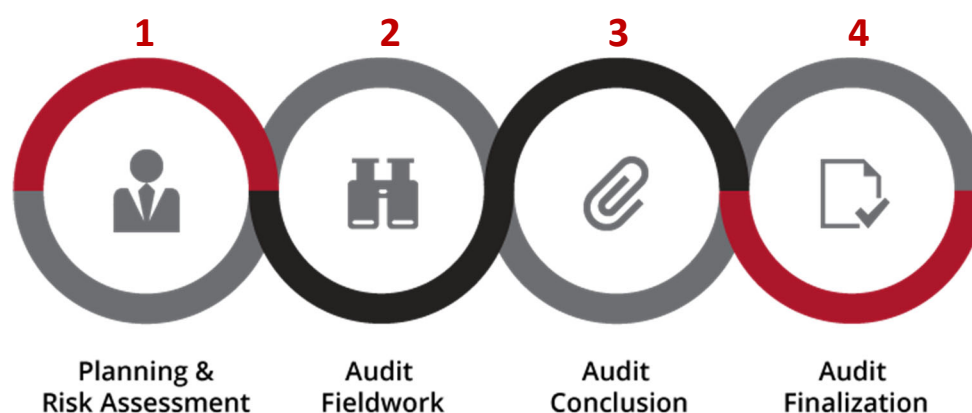 1
2
3
4
Planning &
Risk Assessment
Audit
Fieldwork
Audit
Conclusion
Audit
Finalization